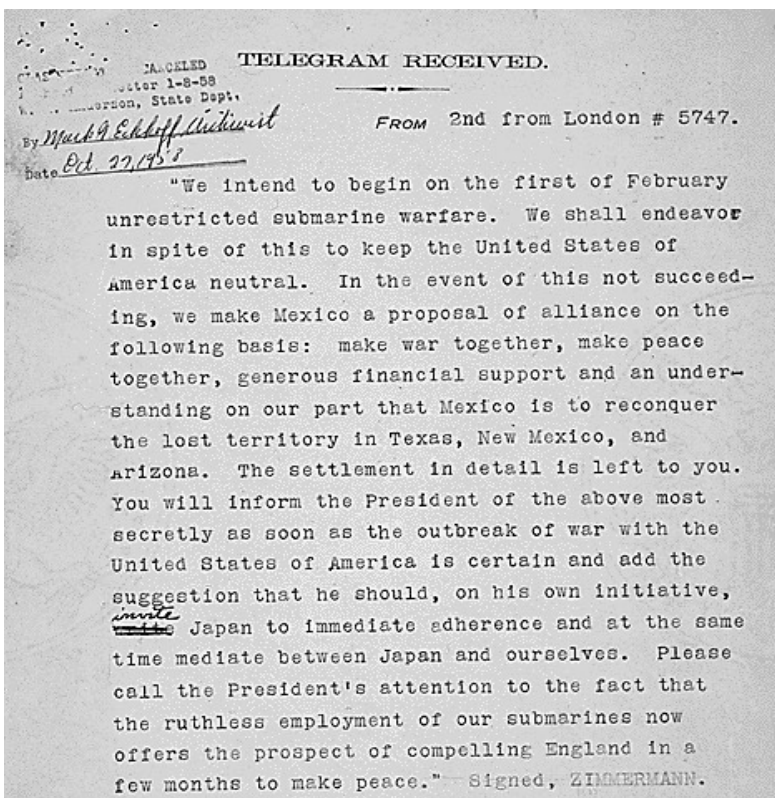 TELEGRAM RECEIVED.
CANCELED
1-8-58
State Dept.
By Mark G. Eckhoff Archivist
Date Oct. 27, 1958
FROM 2nd from London # 5747.
"We intend to begin on the first of February
unrestricted submarine warfare. We shall endeavor
in spite of this to keep the United States of
America neutral. In the event of this not succeed-
ing, we make Mexico a proposal of alliance on the
following basis: make war together, make peace
together, generous financial support and an under-
standing on our part that Mexico is to reconquer
the lost territory in Texas, New Mexico, and
Arizona. The settlement in detail is left to you.
You will inform the President of the above most
secretly as soon as the outbreak of war with the
United States of America is certain and add the
suggestion that he should, on his own initiative,
invite
Japan to immediate adherence and at the same
time mediate between Japan and ourselves. Please
call the President's attention to the fact that
the ruthless employment of our submarines now
offers the prospect of compelling England in a
few months to make peace." Signed, ZIMMERMANN.